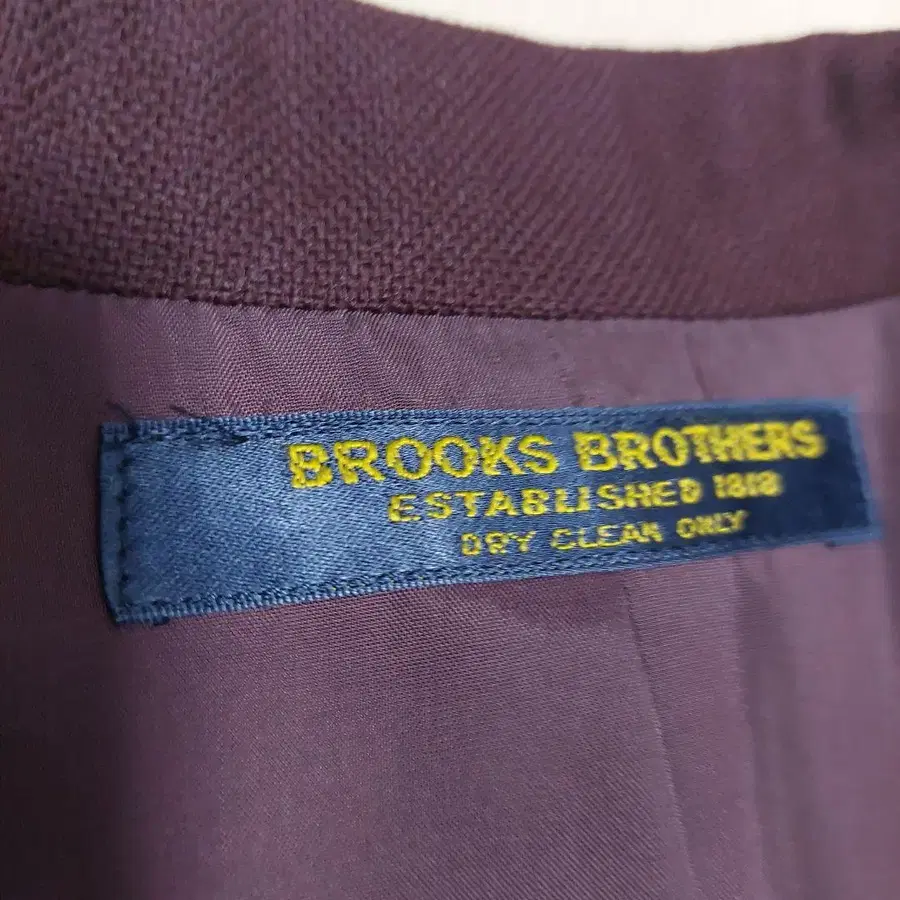 BROOKS BROTHERS
ESTABLISHED 1818
DRY CLEAN ONLY